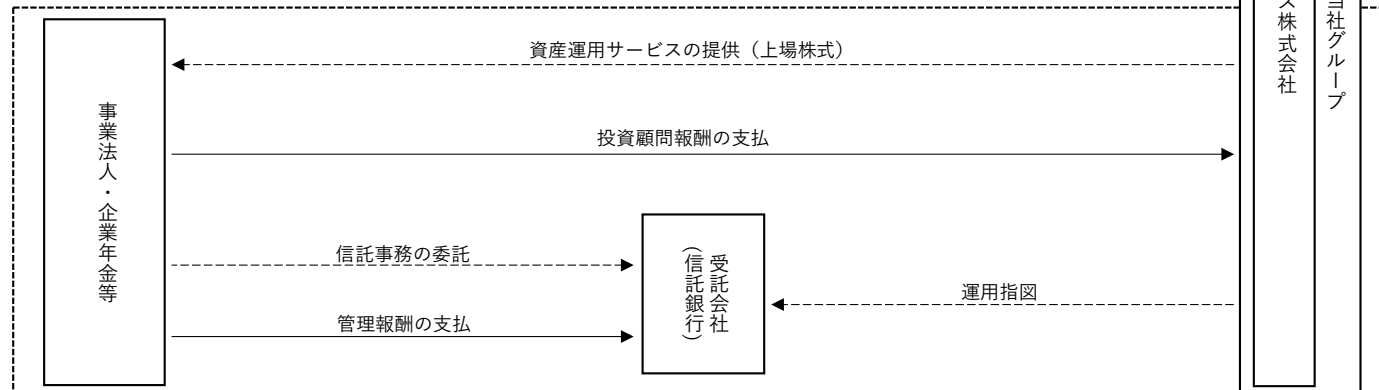 資産運用サービスの提供（上場株式）
投資顧問報酬の支払
事業法人・企業年金等
信託事務の委託
管理報酬の支払
受託会社
（信託銀行）
運用指図
ス株式会社
当社グループ